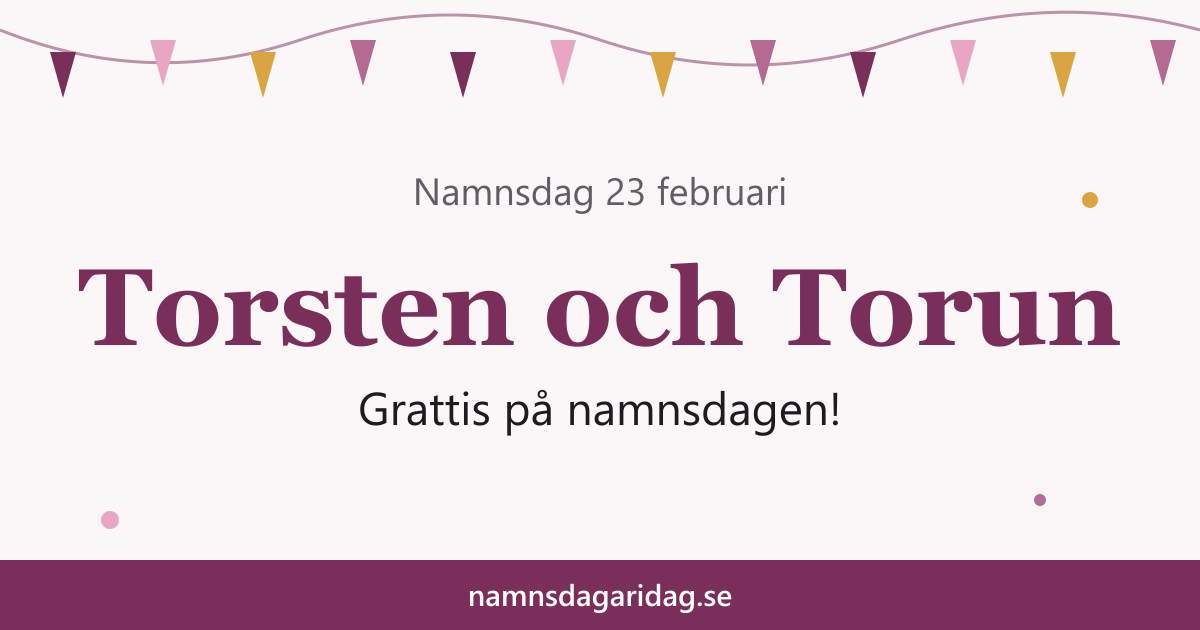 Namnsdag 23 februari
Torsten och Torun
Grattis på namnsdagen!
namnsdagaridag.se